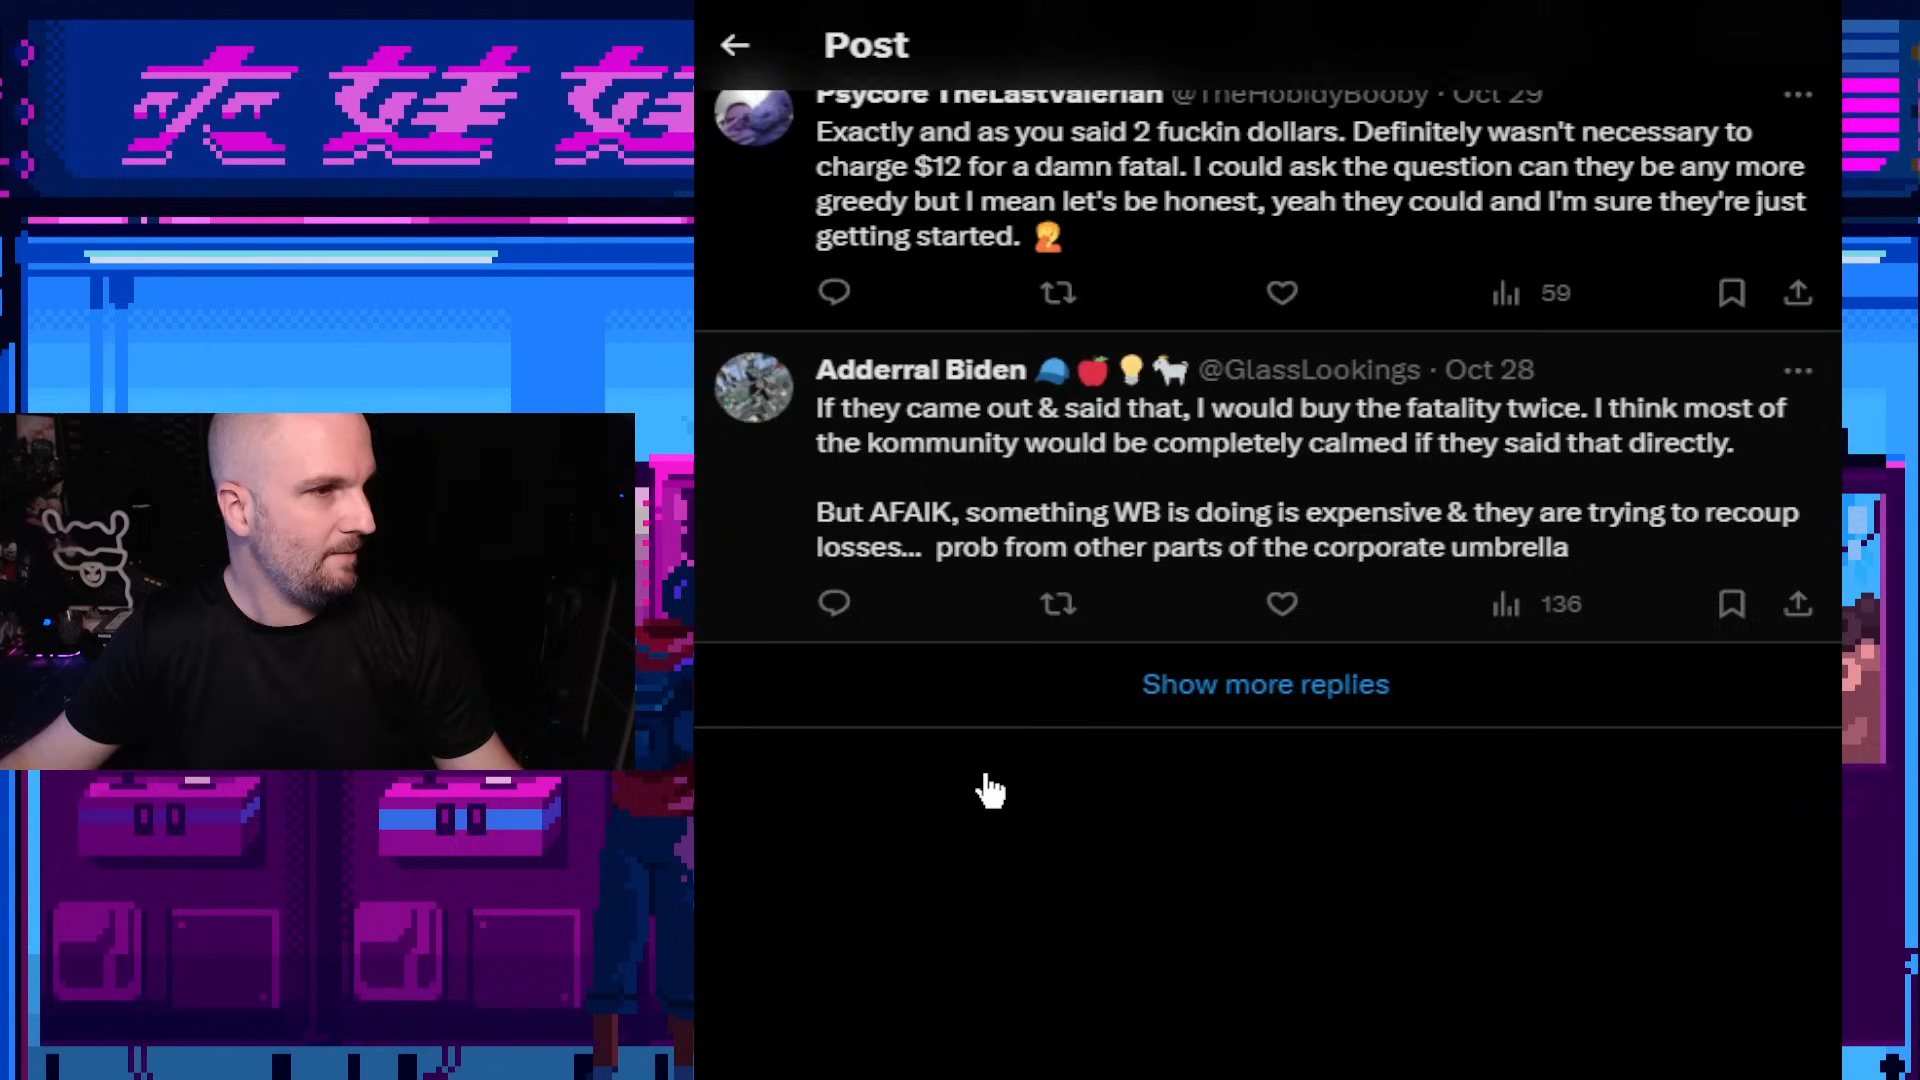 Post
Psycore TheLastValerian @TheHobidyBooby · Oct 29
Exactly and as you said 2 fuckin dollars. Definitely wasn't necessary to
charge $12 for a damn fatal. I could ask the question can they be any more
greedy but I mean let's be honest, yeah they could and I'm sure they're just
getting started. 🤦
59
Adderral Biden 🧢🍎💡🐐 @GlassLookings · Oct 28
If they came out & said that, I would buy the fatality twice. I think most of
the kommunity would be completely calmed if they said that directly.
But AFAIK, something WB is doing is expensive & they are trying to recoup
losses... prob from other parts of the corporate umbrella
136
Show more replies